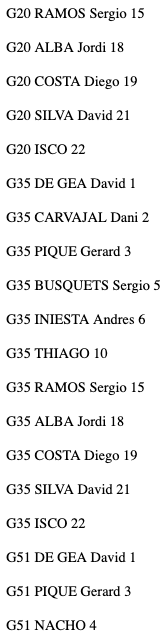 G20 RAMOS Sergio 15
G20 ALBA Jordi 18
G20 COSTA Diego 19
G20 SILVA David 21
G20 ISCO 22
G35 DE GEA David 1
G35 CARVAJAL Dani 2
G35 PIQUE Gerard 3
G35 BUSQUETS Sergio 5
G35 INIESTA Andres 6
G35 THIAGO 10
G35 RAMOS Sergio 15
G35 ALBA Jordi 18
G35 COSTA Diego 19
G35 SILVA David 21
G35 ISCO 22
G51 DE GEA David 1
G51 PIQUE Gerard 3
G51 NACHO 4